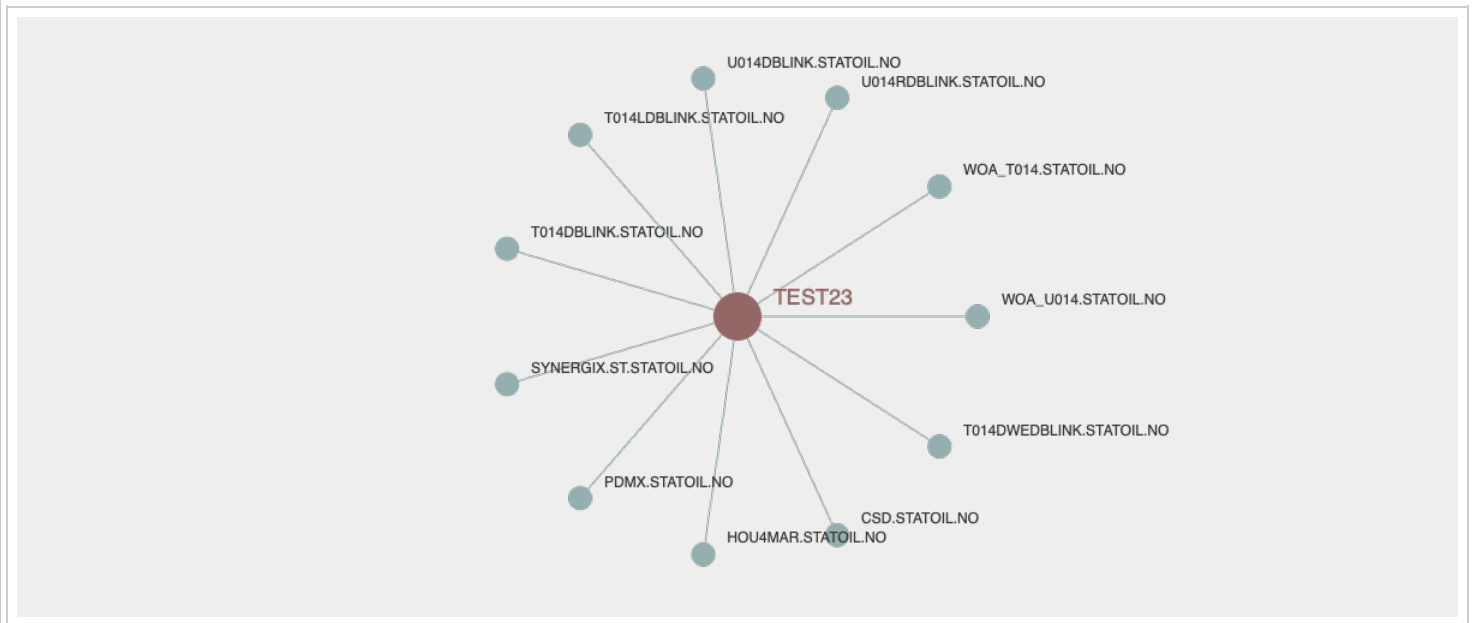 U014DBLINK.STATOIL.NO
U014RDBLINK.STATOIL.NO
T014LDBLINK.STATOIL.NO
WOA_T014.STATOIL.NO
T014DBLINK.STATOIL.NO
TEST23
WOA_U014.STATOIL.NO
SYNERGIX.ST.STATOIL.NO
T014DWEDBLINK.STATOIL.NO
PDMX.STATOIL.NO
CSD.STATOIL.NO
HOU4MAR.STATOIL.NO